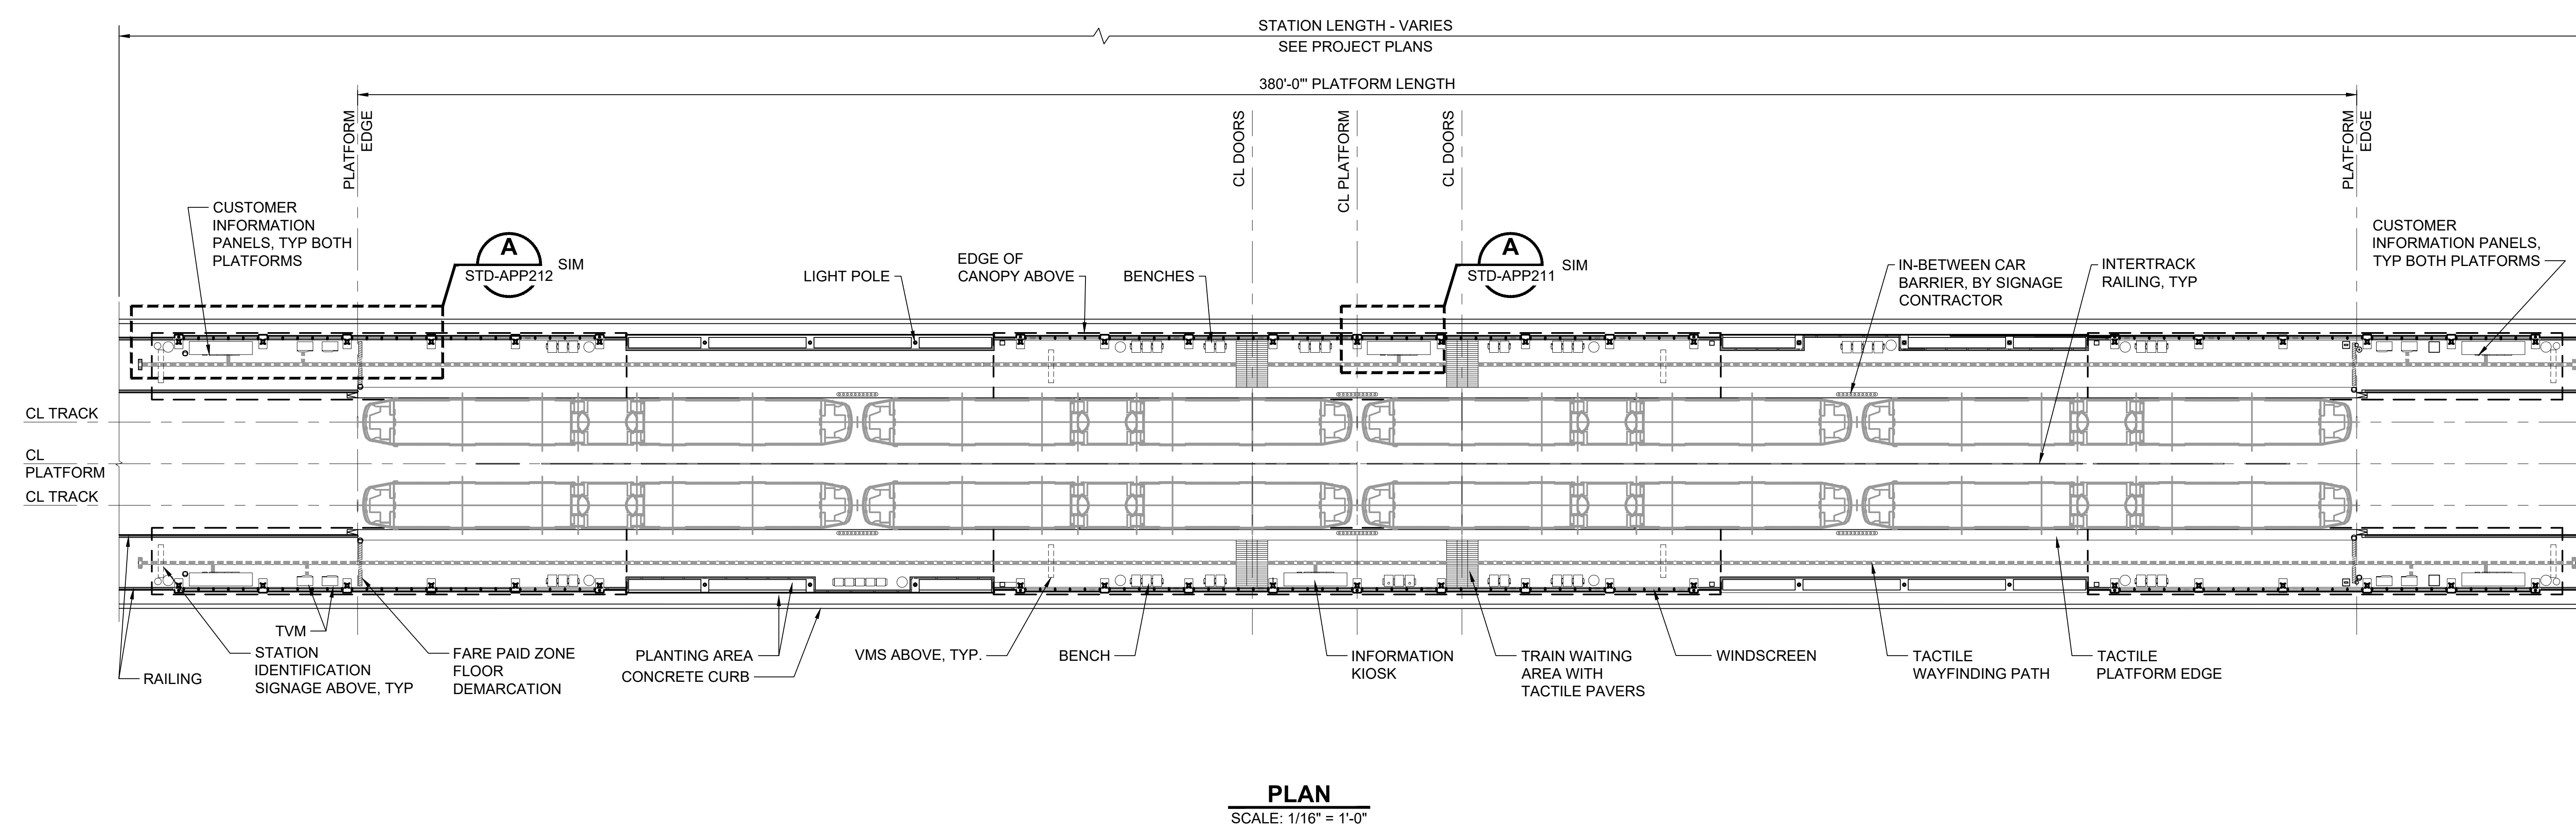 STATION LENGTH - VARIES
SEE PROJECT PLANS
380'-0"' PLATFORM LENGTH
PLATFORM
EDGE
CL DOORS
CL PLATFORM
CL DOORS
PLATFORM
EDGE
CUSTOMER
INFORMATION
PANELS, TYP BOTH
PLATFORMS
A
STD-APP212
SIM
LIGHT POLE
EDGE OF
CANOPY ABOVE
BENCHES
A
STD-APP211
SIM
IN-BETWEEN CAR
BARRIER, BY SIGNAGE
CONTRACTOR
INTERTRACK
RAILING, TYP
CUSTOMER
INFORMATION PANELS,
TYP BOTH PLATFORMS
CL TRACK
CL
PLATFORM
CL TRACK
RAILING
TVM
STATION
IDENTIFICATION
SIGNAGE ABOVE, TYP
FARE PAID ZONE
FLOOR
DEMARCATION
PLANTING AREA
CONCRETE CURB
VMS ABOVE, TYP.
BENCH
INFORMATION
KIOSK
TRAIN WAITING
AREA WITH
TACTILE PAVERS
WINDSCREEN
TACTILE
WAYFINDING PATH
TACTILE
PLATFORM EDGE
PLAN
SCALE: 1/16" = 1'-0"